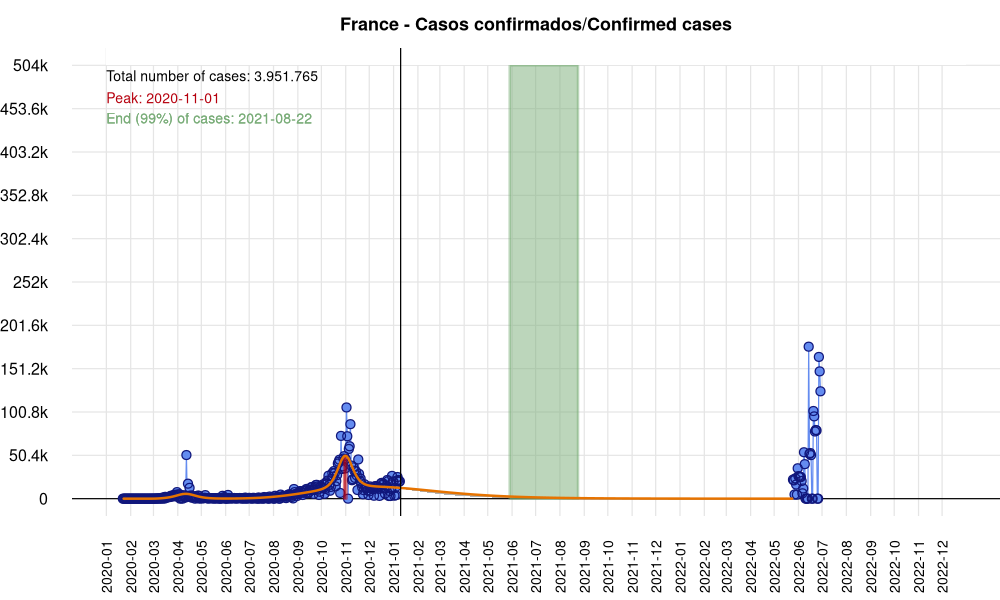 France - Casos confirmados/Confirmed cases
504k
Total number of cases: 3.951.765
Peak: 2020-11-01
End (99%) of cases: 2021-08-22
453.6k
403.2k
352.8k
302.4k
252k
201.6k
151.2k
100.8k
50.4k
0
2020-01
2020-02
2020-03
2020-04
2020-05
2020-06
2020-07
2020-08
2020-09
2020-10
2020-11
2020-12
2021-01
2021-03
2021-04
2021-05
2021-06
2021-07
2021-08
2021-09
2021-10
2021-11
2021-12
2022-01
2022-02
2022-03
2022-04
2022-05
2022-06
2022-07
2022-08
2022-09
2022-10
2022-11
2022-12